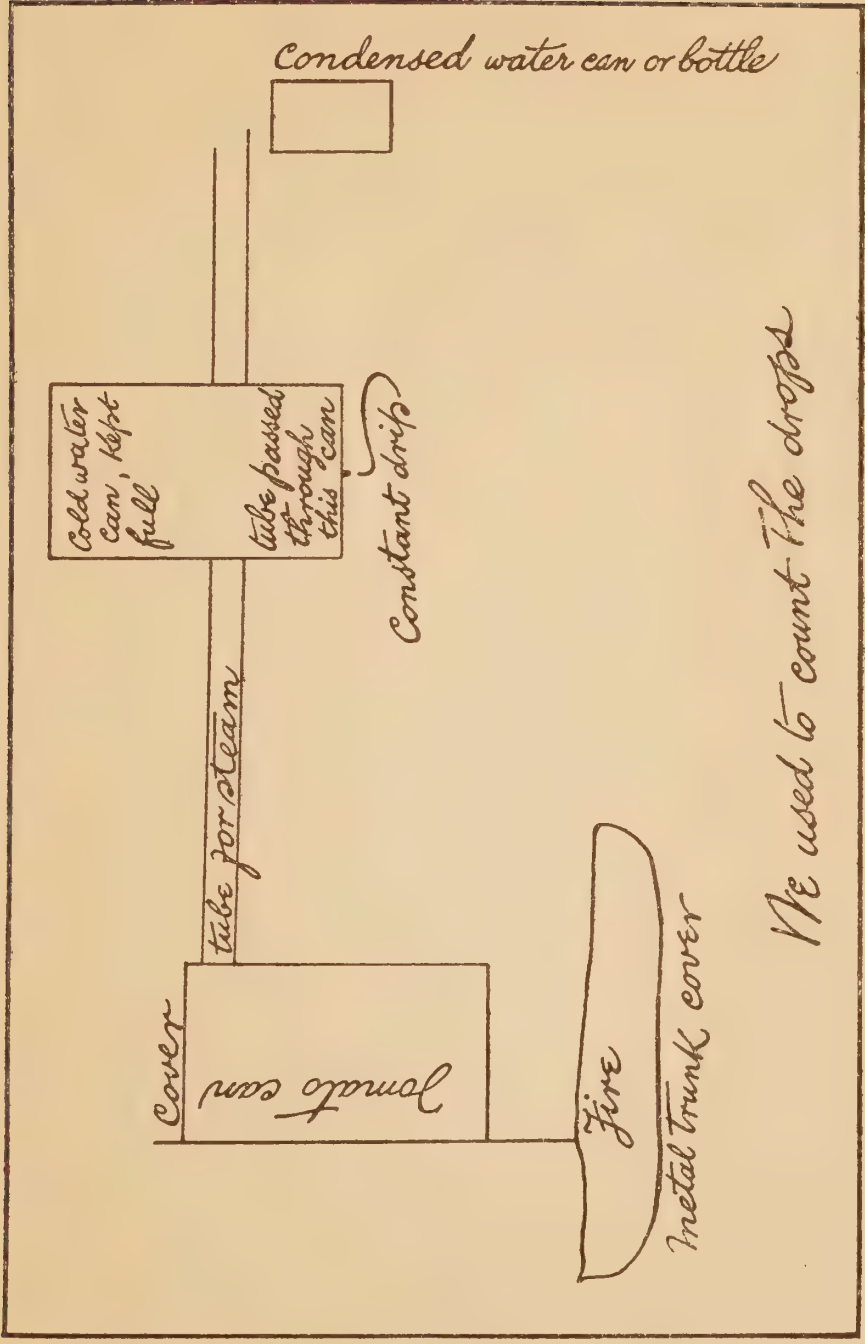 Condensed water can or bottle
Cold water
can, kept
full
tube passed
through
this can
Constant drip
tube for steam
Cover
Tomato can
Fire
Metal trunk cover
We used to count the drops